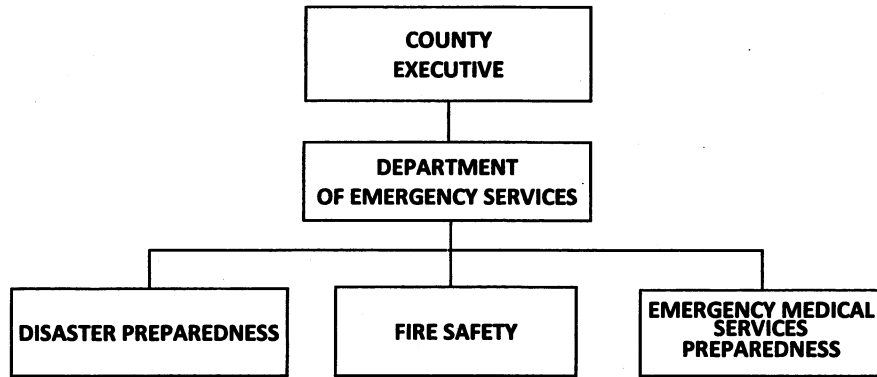 COUNTY
EXECUTIVE
DEPARTMENT
OF EMERGENCY SERVICES
DISASTER PREPAREDNESS
FIRE SAFETY
EMERGENCY MEDICAL
SERVICES
PREPAREDNESS